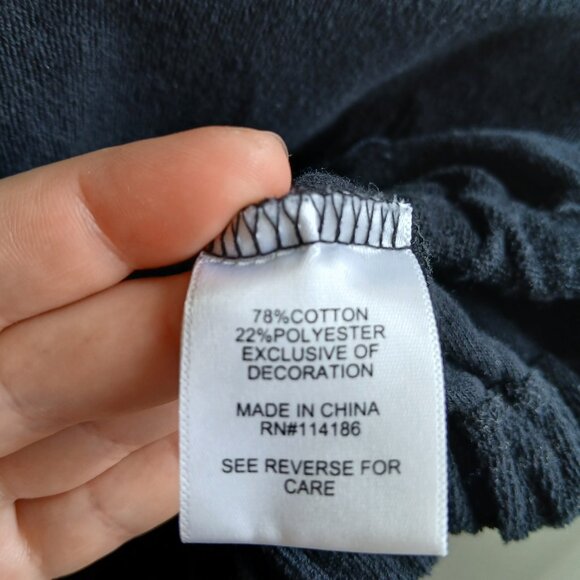 78%COTTON
22%POLYESTER
EXCLUSIVE OF
DECORATION
MADE IN CHINA
RN#114186
SEE REVERSE FOR
CARE